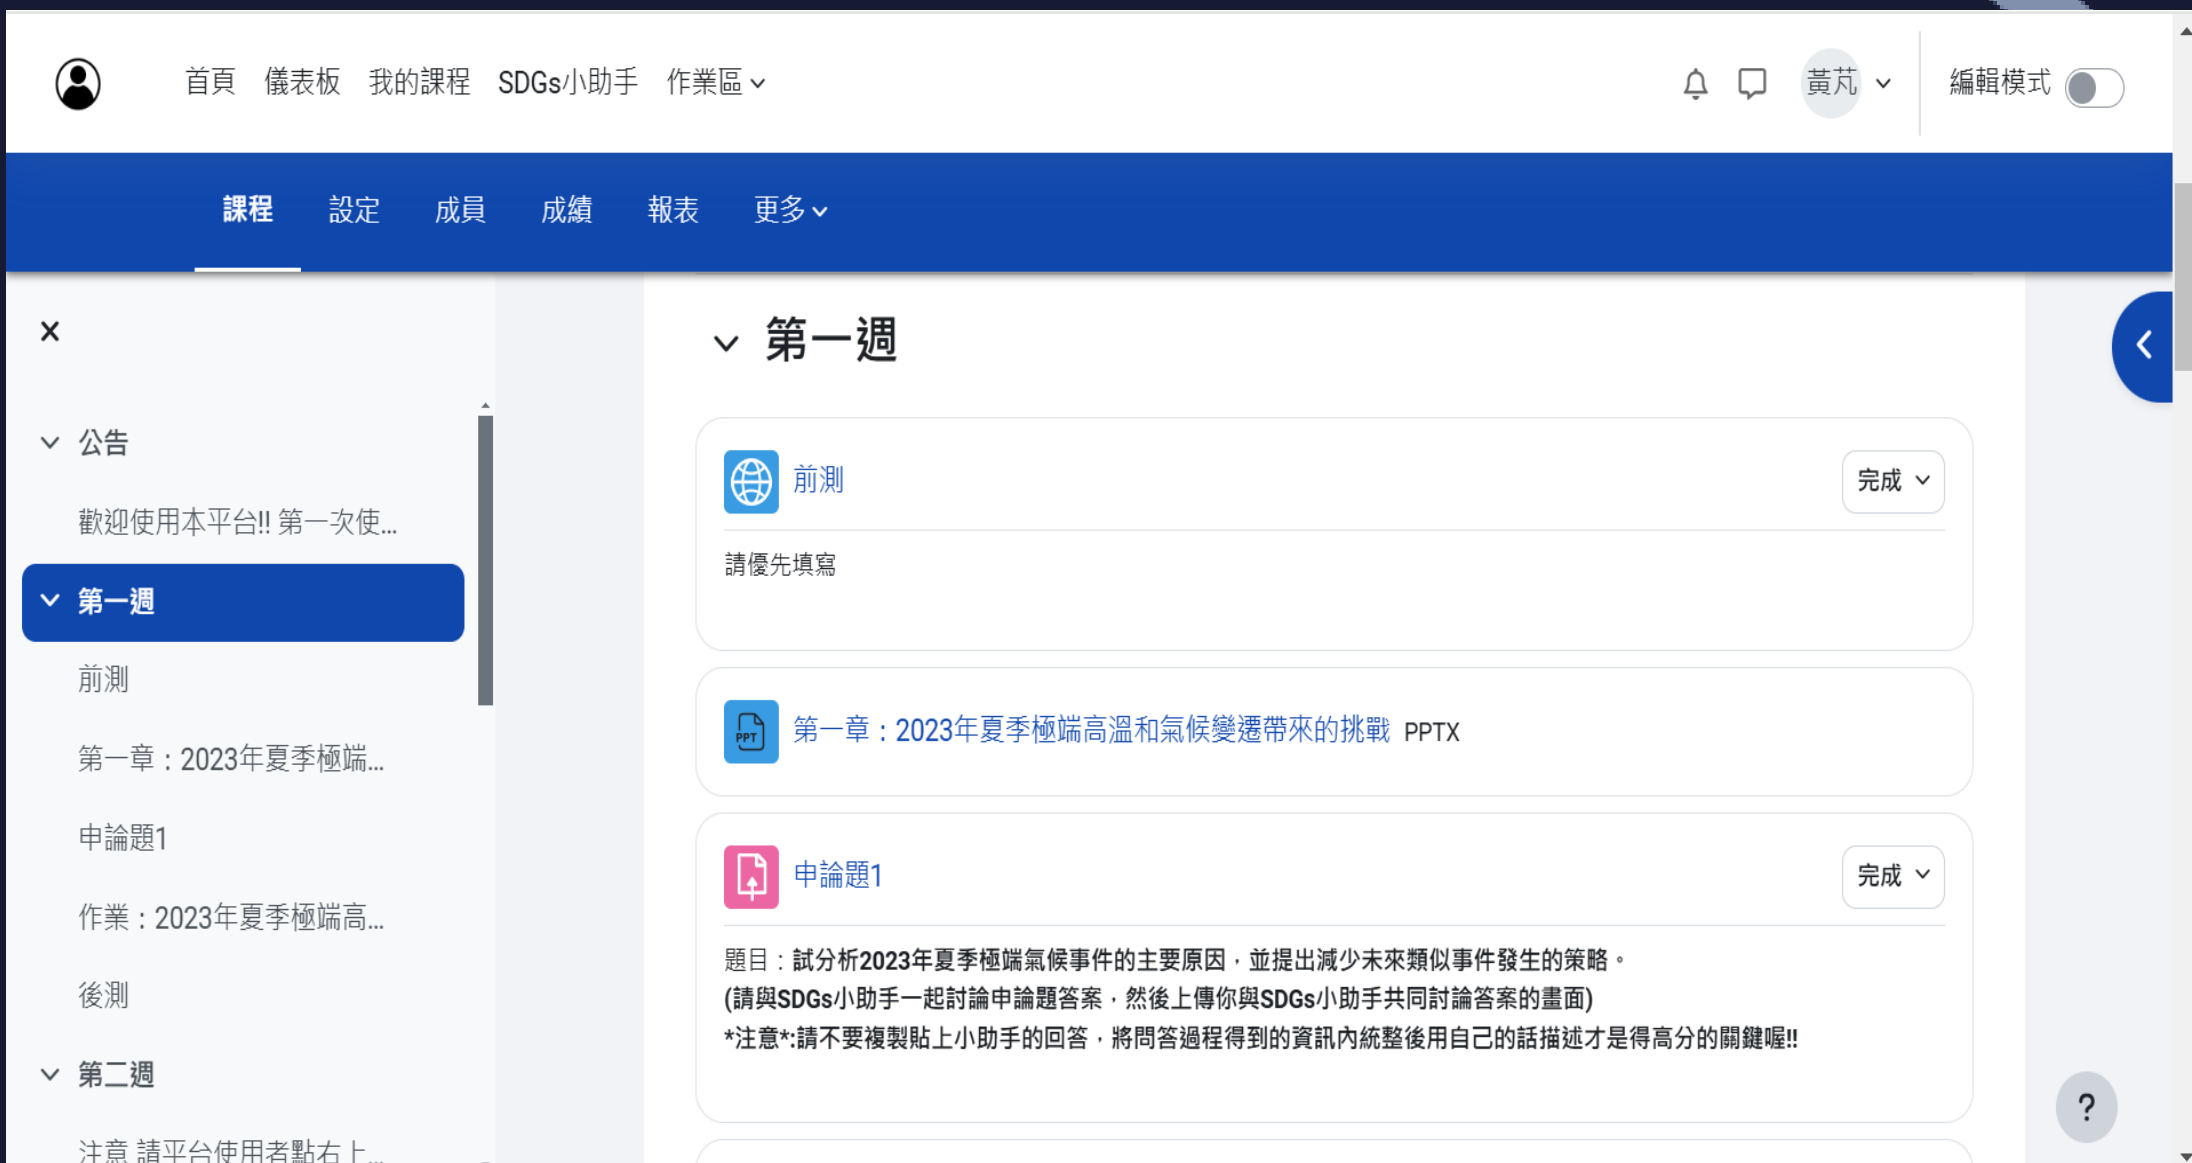 首頁 儀表板 我的課程 SDGs小助手 作業區
黃芃 編輯模式
課程 設定 成員 成績 報表 更多
公告
歡迎使用本平台!! 第一次使...
第一週
前測
第一章：2023年夏季極端...
申論題1
作業：2023年夏季極端高...
後測
第二週
注意 請平台使用者點右上...
第一週
前測
完成
請優先填寫
PPT
第一章：2023年夏季極端高溫和氣候變遷帶來的挑戰 PPTX
申論題1
完成
題目：試分析2023年夏季極端氣候事件的主要原因，並提出減少未來類似事件發生的策略。
(請與SDGs小助手一起討論申論題答案，然後上傳你與SDGs小助手共同討論答案的畫面)
*注意*:請不要複製貼上小助手的回答，將問答過程得到的資訊內統整後用自己的話描述才是得高分的關鍵喔!!
?